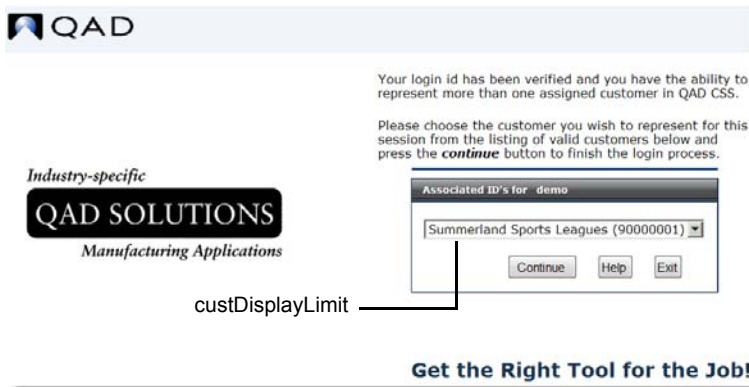 QAD
Your login id has been verified and you have the ability to
represent more than one assigned customer in QAD CSS.
Please choose the customer you wish to represent for this
session from the listing of valid customers below and
press the continue button to finish the login process.
Industry-specific
QAD SOLUTIONS
Manufacturing Applications
Associated ID's for demo
Summerland Sports Leagues (90000001)
Continue Help Exit
custDisplayLimit
Get the Right Tool for the Job!